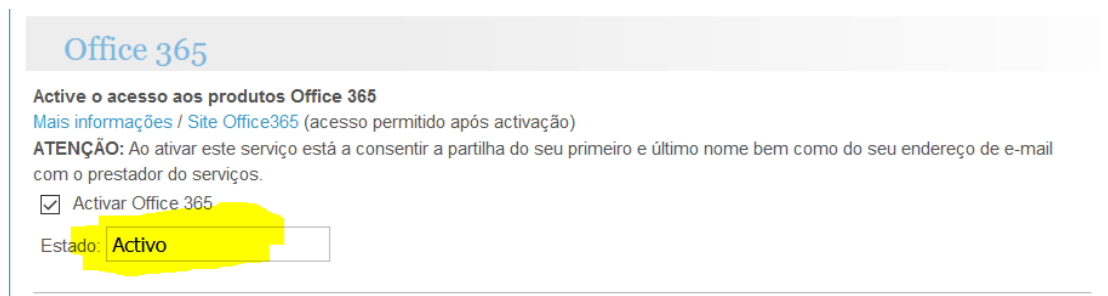 Office 365
Active o acesso aos produtos Office 365
Mais informações / Site Office365 (acesso permitido após activação)
ATENÇÃO: Ao ativar este serviço está a consentir a partilha do seu primeiro e último nome bem como do seu endereço de e-mail
com o prestador do serviços.
Activar Office 365
Estado: Activo